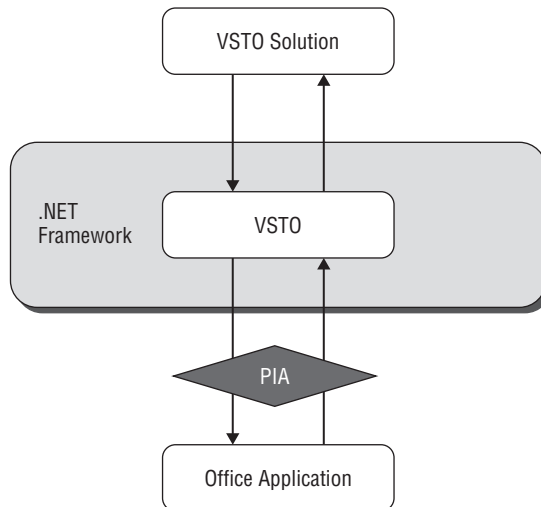 VSTO Solution
.NET
Framework
VSTO
PIA
Office Application